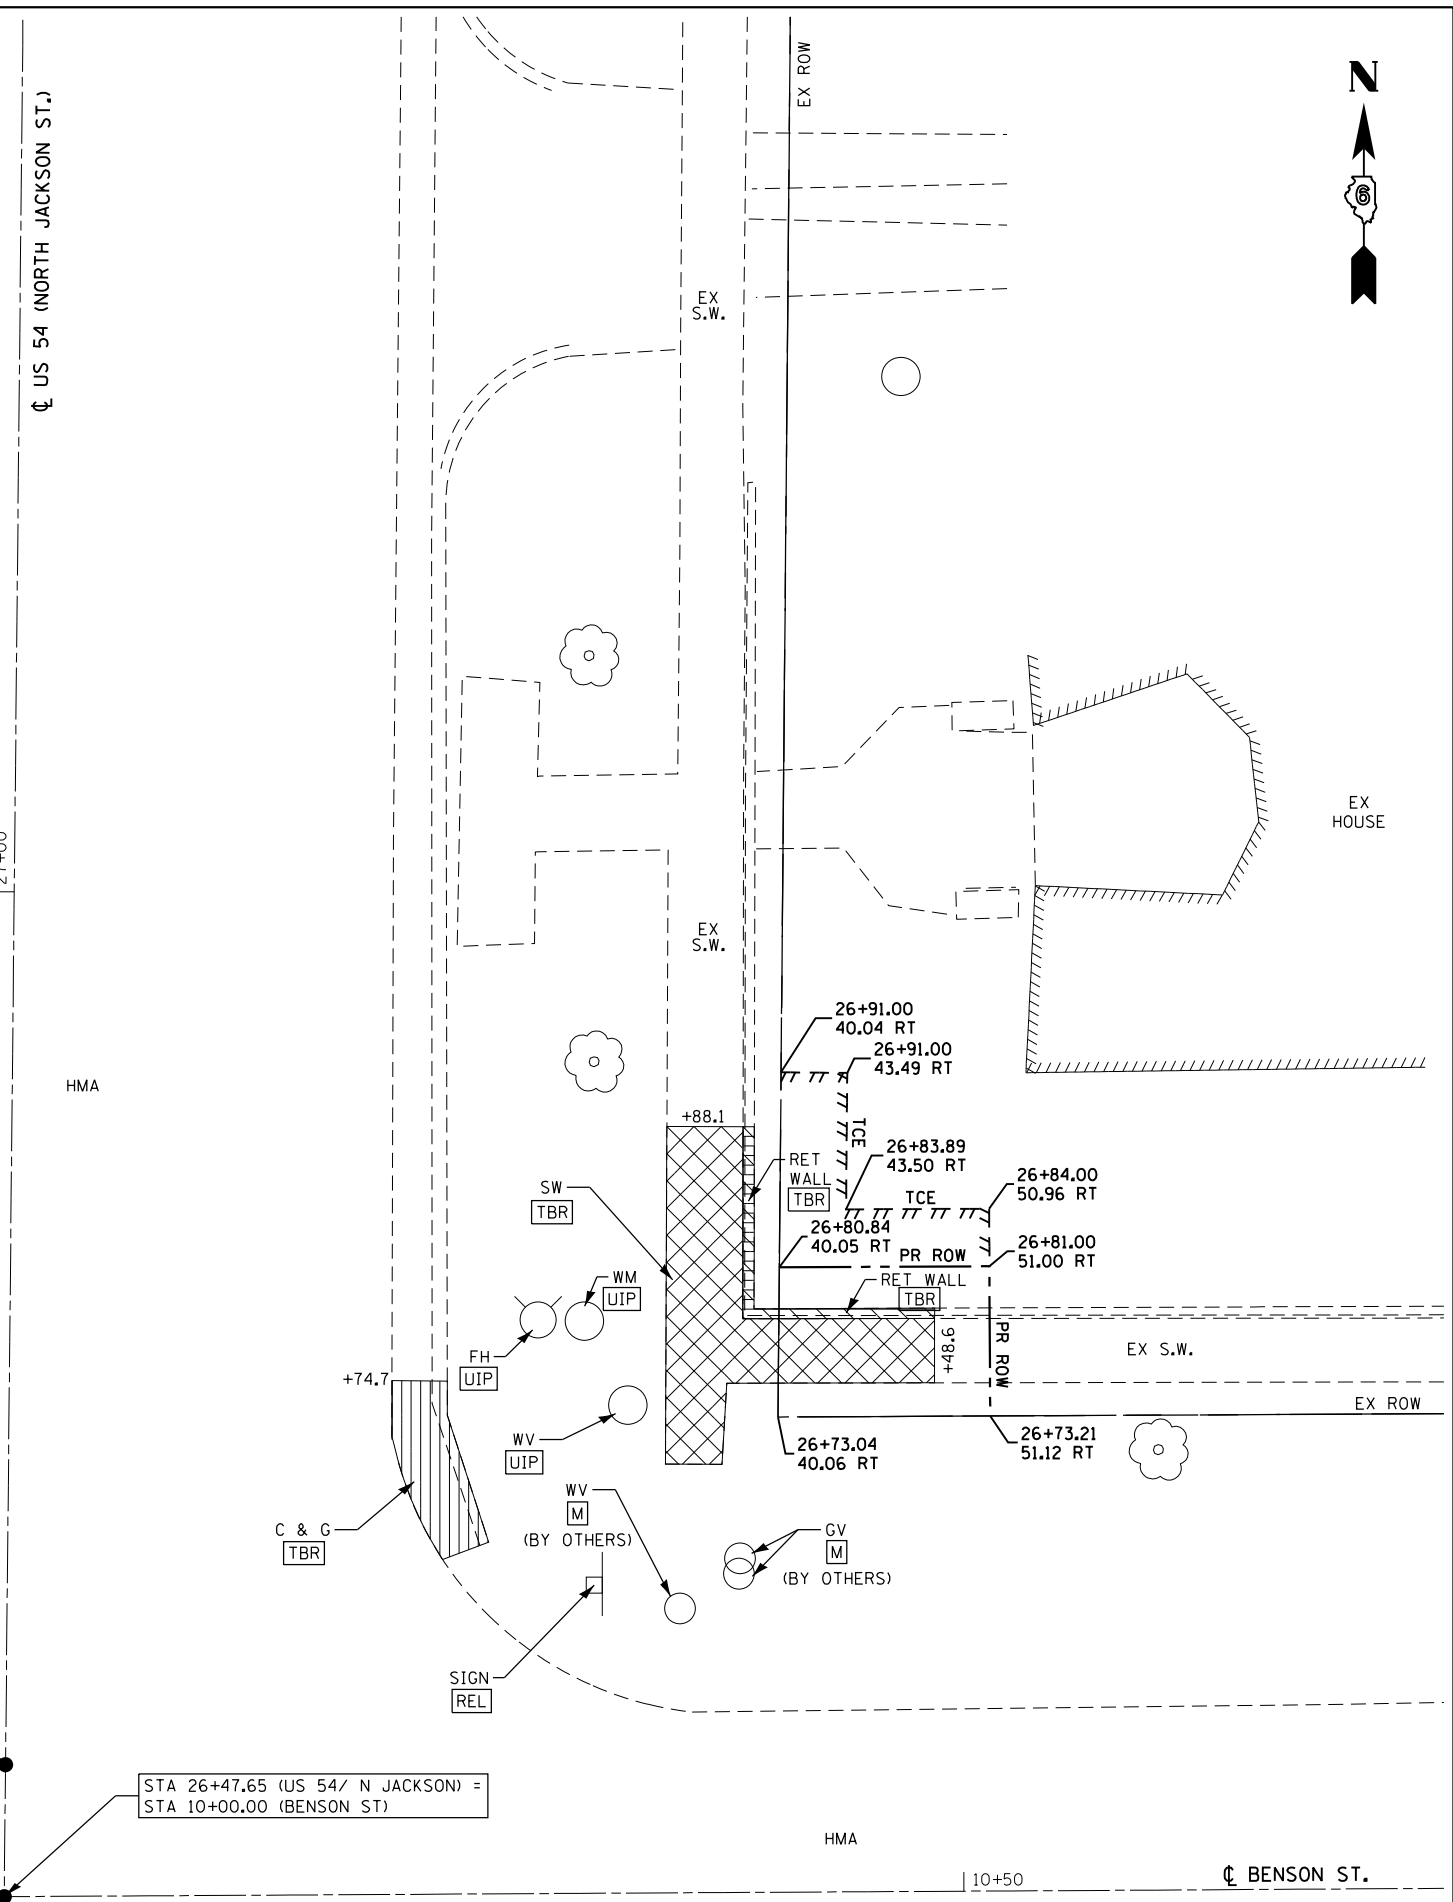 EX ROW
N
6
℄ US 54 (NORTH JACKSON ST.)
EX
S.W.
27+00
EX
HOUSE
EX
S.W.
26+91.00
40.04 RT
26+91.00
43.49 RT
HMA
+88.1
TCE
26+83.89
43.50 RT
RET
WALL
TBR
26+84.00
50.96 RT
SW
TBR
TCE
26+80.84
40.05 RT
PR ROW
26+81.00
51.00 RT
WM
UIP
RET WALL
TBR
FH
UIP
+48.6
PR ROW
EX S.W.
+74.7
EX ROW
WV
UIP
26+73.04
40.06 RT
26+73.21
51.12 RT
WV
M
(BY OTHERS)
C & G
TBR
GV
M
(BY OTHERS)
SIGN
REL
STA 26+47.65 (US 54/ N JACKSON) =
STA 10+00.00 (BENSON ST)
HMA
10+50
℄ BENSON ST.